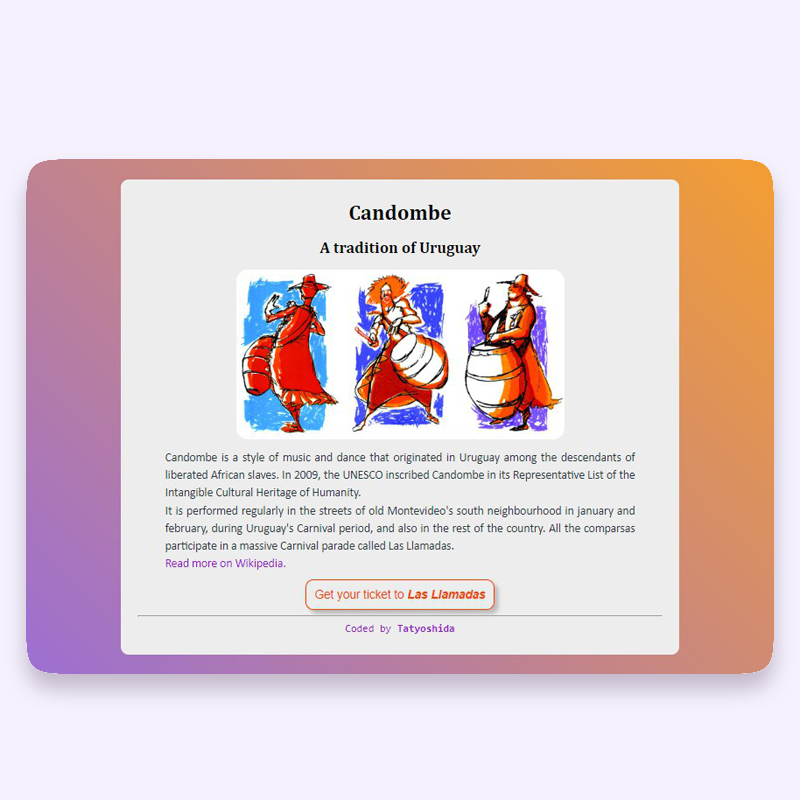 Candombe
A tradition of Uruguay
Candombe is a style of music and dance that originated in Uruguay among the descendants of
liberated African slaves. In 2009, the UNESCO inscribed Candombe in its Representative List of the
Intangible Cultural Heritage of Humanity.
It is performed regularly in the streets of old Montevideo's south neighbourhood in january and
february, during Uruguay's Carnival period, and also in the rest of the country. All the comparsas
participate in a massive Carnival parade called Las Llamadas.
Read more on Wikipedia.
Get your ticket to Las Llamadas
Coded by Tatyoshida